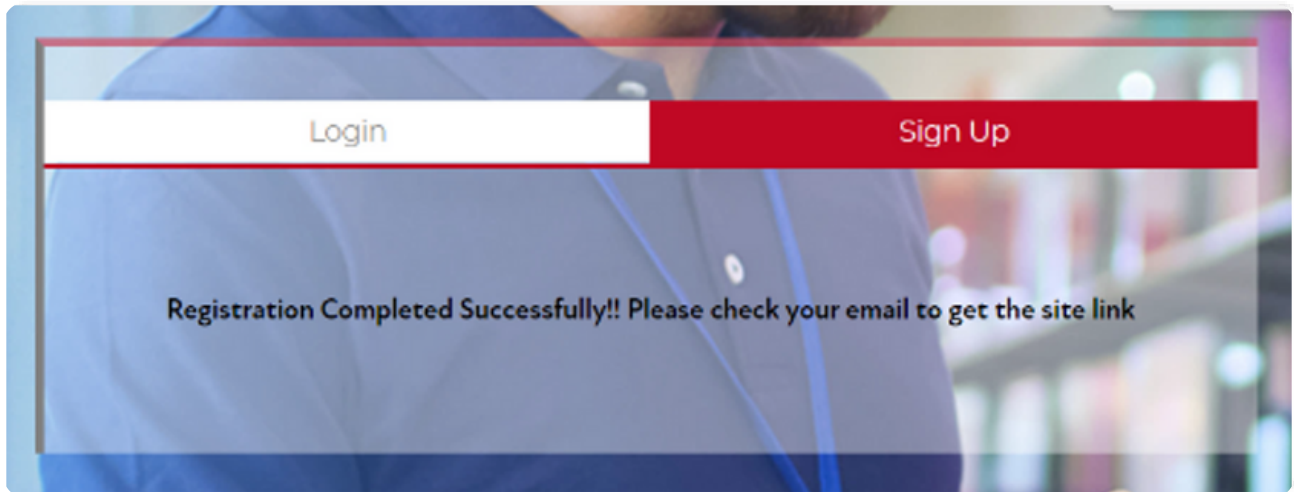 Login
Sign Up
Registration Completed Successfully!! Please check your email to get the site link